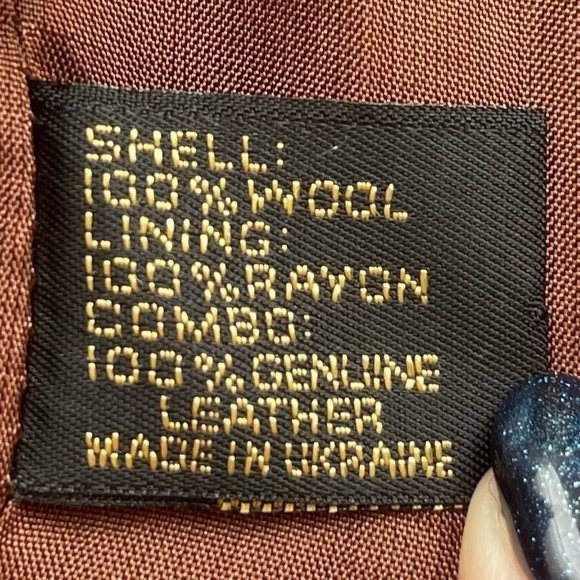 SHELL:
100% WOOL
LINING:
100% RAYON
COMBO:
100% GENUINE
LEATHER
MADE IN UKRAINE